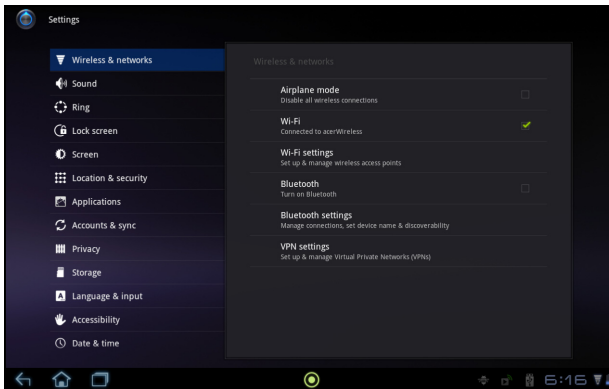 Settings
Wireless & networks
Sound
Ring
Lock screen
Screen
Location & security
Applications
Accounts & sync
Privacy
Storage
Language & input
Accessibility
Date & time
Wireless & networks
Airplane mode
Disable all wireless connections
Wi-Fi
Connected to acerWireless
Wi-Fi settings
Set up & manage wireless access points
Bluetooth
Turn on Bluetooth
Bluetooth settings
Manage connections, set device name & discoverability
VPN settings
Set up & manage Virtual Private Networks (VPNs)
6:16